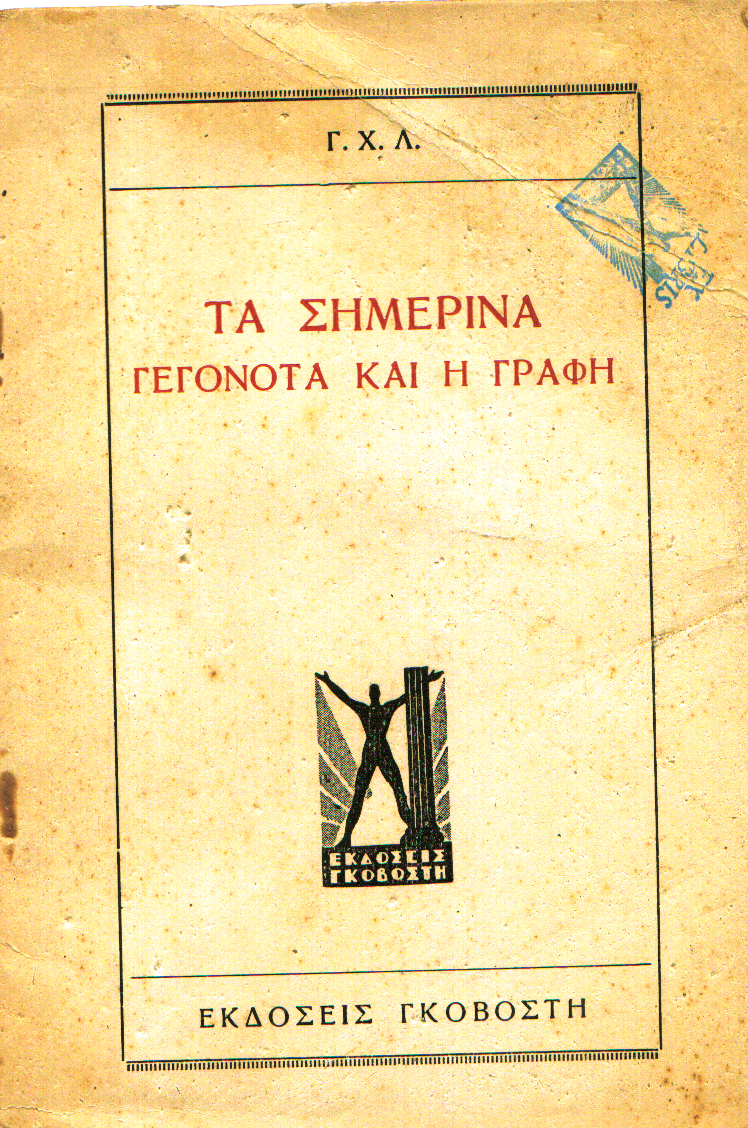 Γ. Χ. Λ.
ΤΑ ΣΗΜΕΡΙΝΑ
ΓΕΓΟΝΟΤΑ ΚΑΙ Η ΓΡΑΦΗ
ΕΚΔΟΣΕΙΣ
ΓΚΟΒΟΣΤΗ
ΕΚΔΟΣΕΙΣ ΓΚΟΒΟΣΤΗ